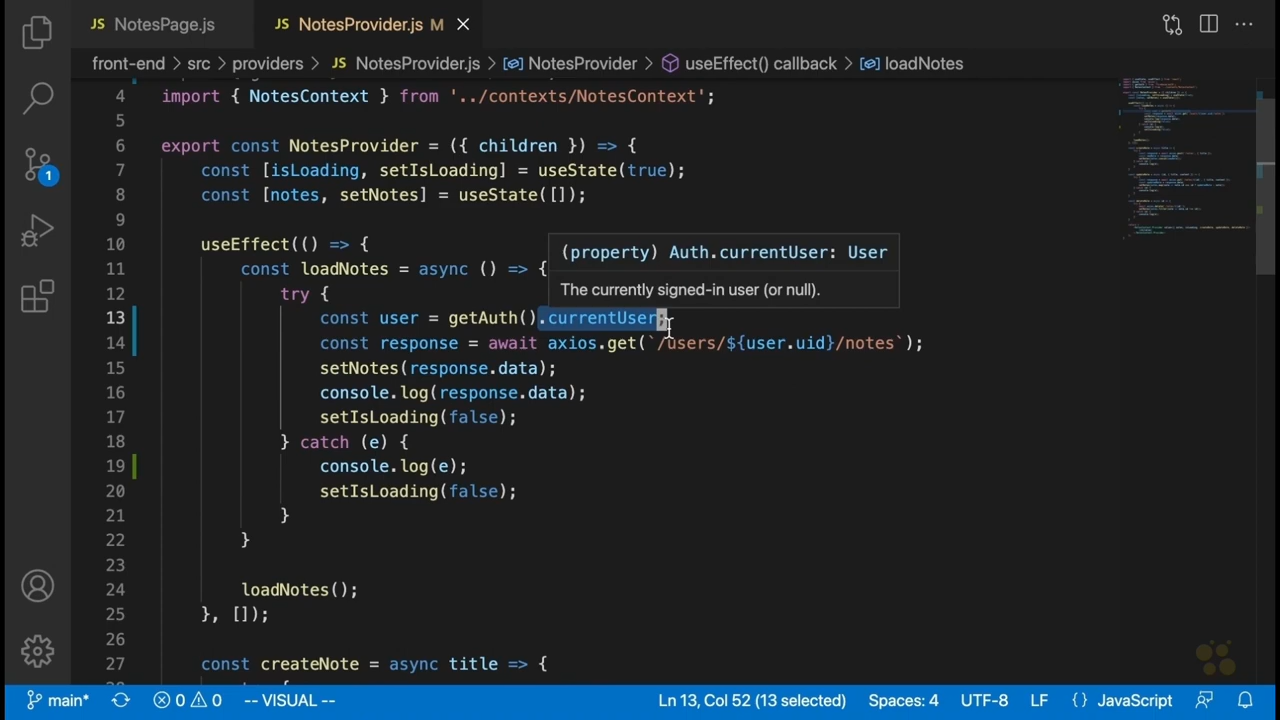 JS NotesPage.js JS NotesProvider.js M
front-end > src > providers > JS NotesProvider.js > NotesProvider > useEffect() callback > loadNotes
4 import { NotesContext } from '../contexts/NotesContext';
5
6 export const NotesProvider = ({ children }) => {
7 const [isLoading, setIsLoading] = useState(true);
8 const [notes, setNotes] = useState([]);
9
10 useEffect(() => {
(property) Auth.currentUser: User
The currently signed-in user (or null).
11 const loadNotes = async () => {
12 try {
13 const user = getAuth().currentUser;
14 const response = await axios.get(`/users/${user.uid}/notes`);
15 setNotes(response.data);
16 console.log(response.data);
17 setIsLoading(false);
18 } catch (e) {
19 console.log(e);
20 setIsLoading(false);
21 }
22 }
23
24 loadNotes();
25 }, []);
26
27 const createNote = async title => {
1
main* 0 0 -- VISUAL -- Ln 13, Col 52 (13 selected) Spaces: 4 UTF-8 LF {} JavaScript